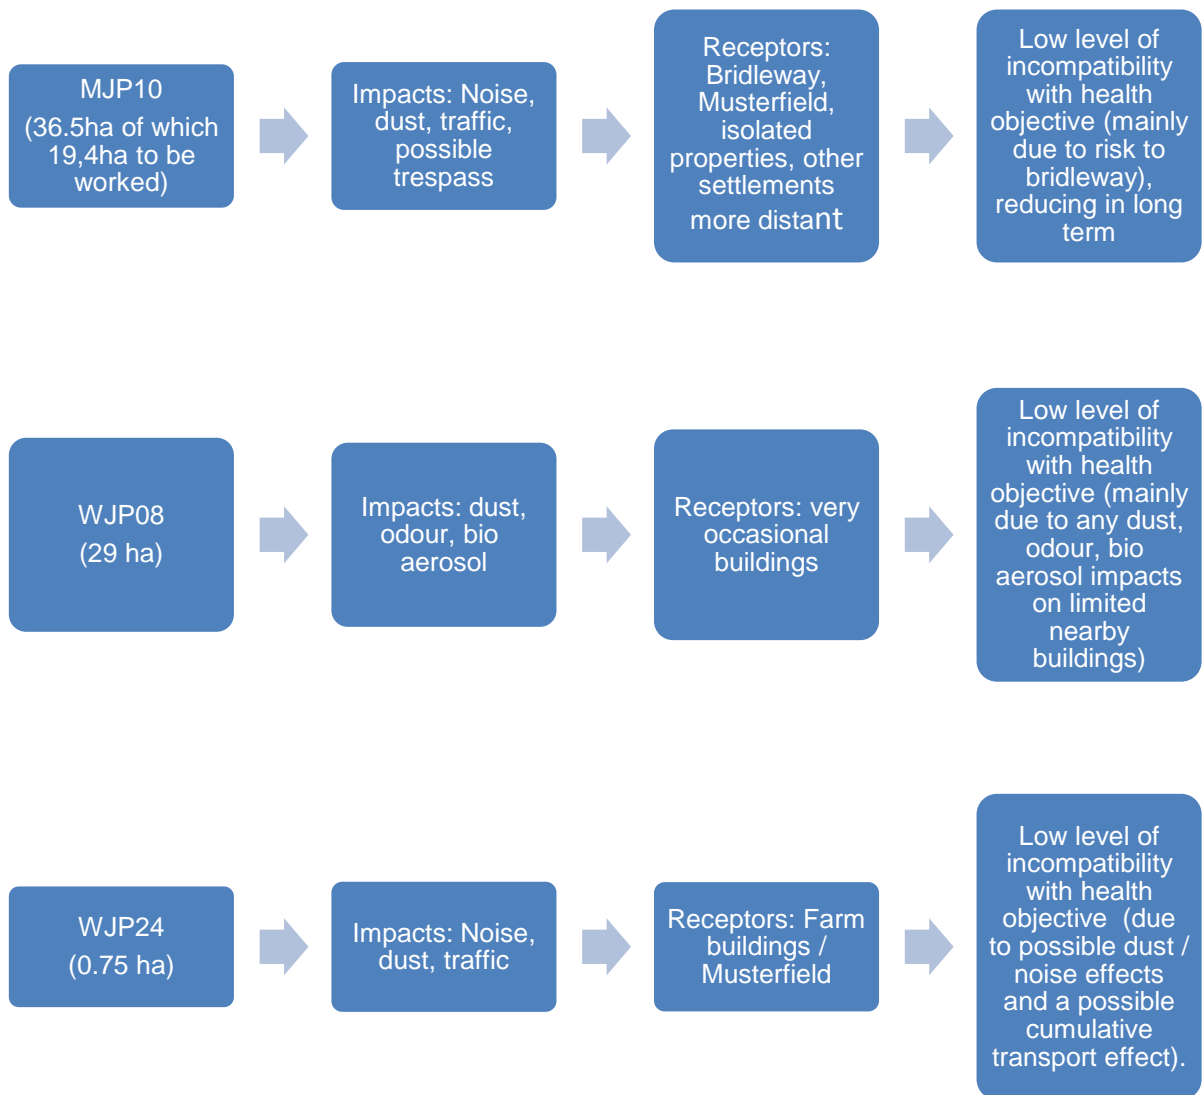 MJP10
(36.5ha of which
19,4ha to be
worked)
Impacts: Noise,
dust, traffic,
possible
trespass
Receptors:
Bridleway,
Musterfield,
isolated
properties, other
settlements
more distant
Low level of
incompatibility
with health
objective (mainly
due to risk to
bridleway),
reducing in long
term
WJP08
(29 ha)
Impacts: dust,
odour, bio
aerosol
Receptors: very
occasional
buildings
Low level of
incompatibility
with health
objective (mainly
due to any dust,
odour, bio
aerosol impacts
on limited
nearby
buildings)
WJP24
(0.75 ha)
Impacts: Noise,
dust, traffic
Receptors: Farm
buildings /
Musterfield
Low level of
incompatibility
with health
objective (due
to possible dust /
noise effects
and a possible
cumulative
transport effect).